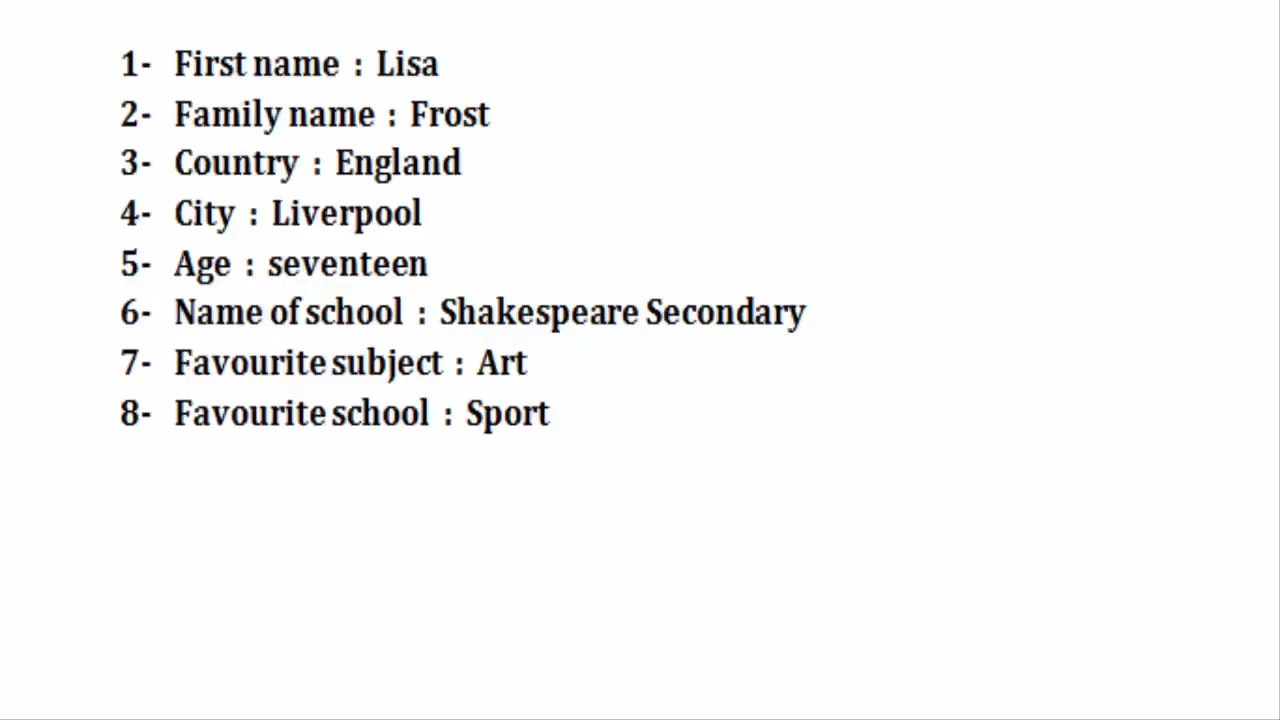 1- First name : Lisa
2- Family name : Frost
3- Country : England
4- City : Liverpool
5- Age : seventeen
6- Name of school : Shakespeare Secondary
7- Favourite subject : Art
8- Favourite school : Sport